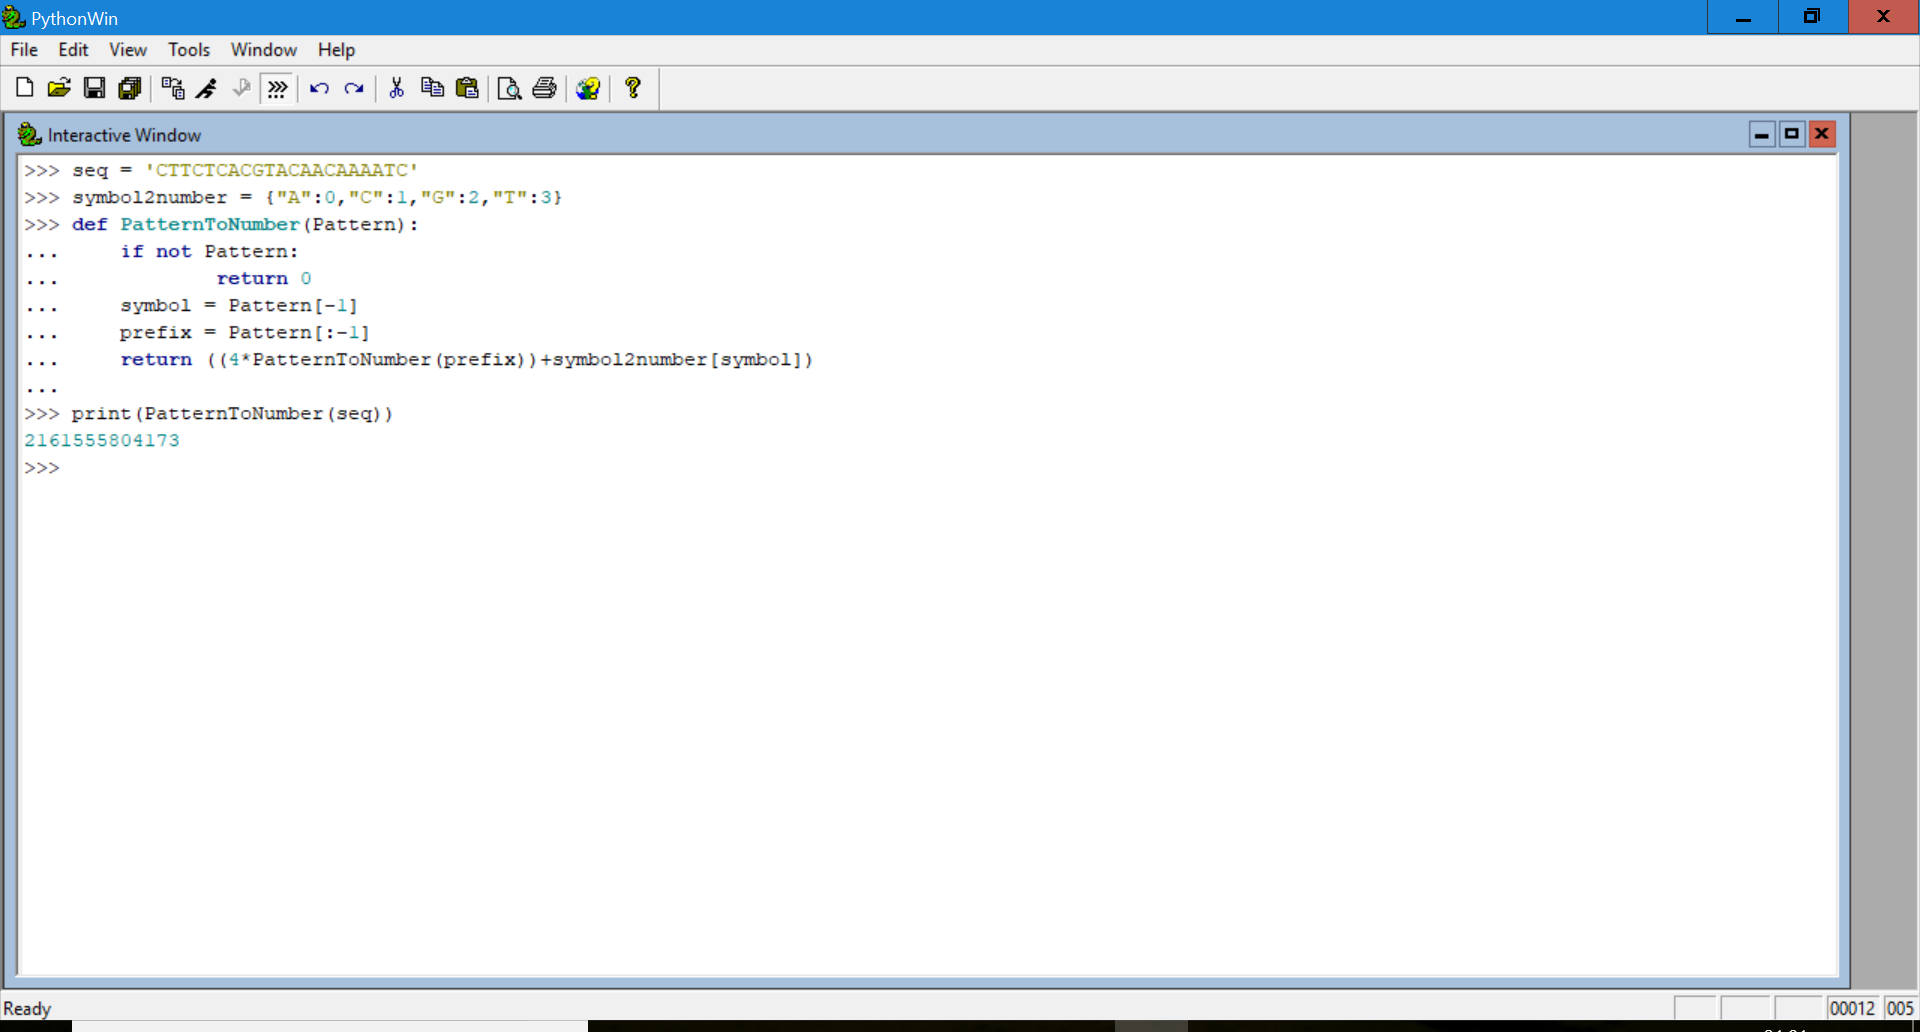 PythonWin
File Edit View Tools Window Help
Interactive Window
>>> seq = 'CTTCTCACGTACAACAAAATC'
>>> symbol2number = {"A":0,"C":1,"G":2,"T":3}
>>> def PatternToNumber(Pattern):
...     if not Pattern:
...             return 0
...     symbol = Pattern[-1]
...     prefix = Pattern[:-1]
...     return ((4*PatternToNumber(prefix))+symbol2number[symbol])
...
>>> print(PatternToNumber(seq))
2161555804173
>>>
Ready
00012 005